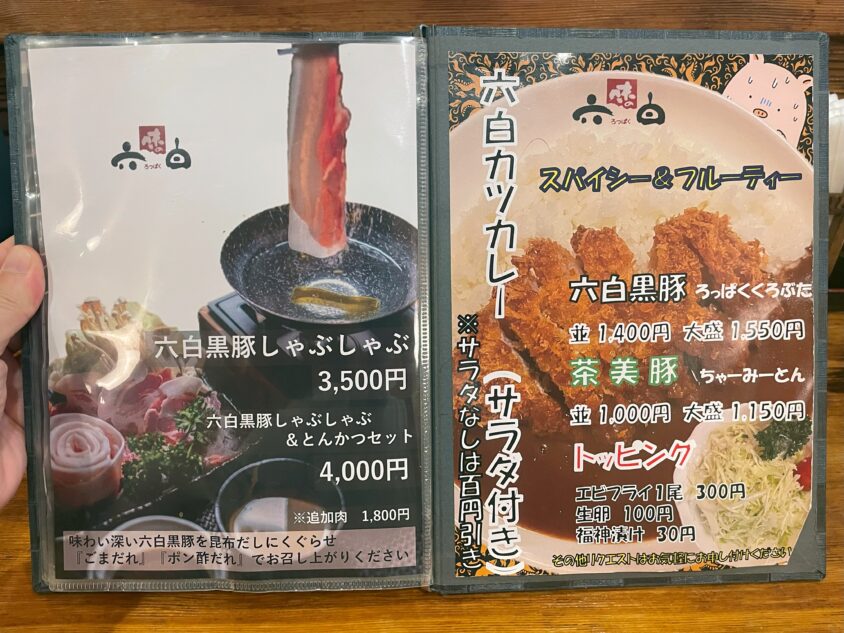 味の
六白
ろっぱく
六白黒豚しゃぶしゃぶ
3,500円
六白黒豚しゃぶしゃぶ
&とんかつセット
4,000円
※追加肉 1,800円
味わい深い六白黒豚を昆布だしにくぐらせ
『ごまだれ』『ポン酢だれ』でお召し上がりください
六白カツカレー(サラダ付き)
※サラダなしは百円引き
味の
六白
ろっぱく
スパイシー&フルーティー
六白黒豚 ろっぱくくろぶた
並 1,400円 大盛 1,550円
茶美豚 ちゃーみーとん
並 1,000円 大盛 1,150円
トッピング
エビフライ1尾 300円
生卵 100円
福神漬け 30円
その他リクエストはお気軽にお申し付けください